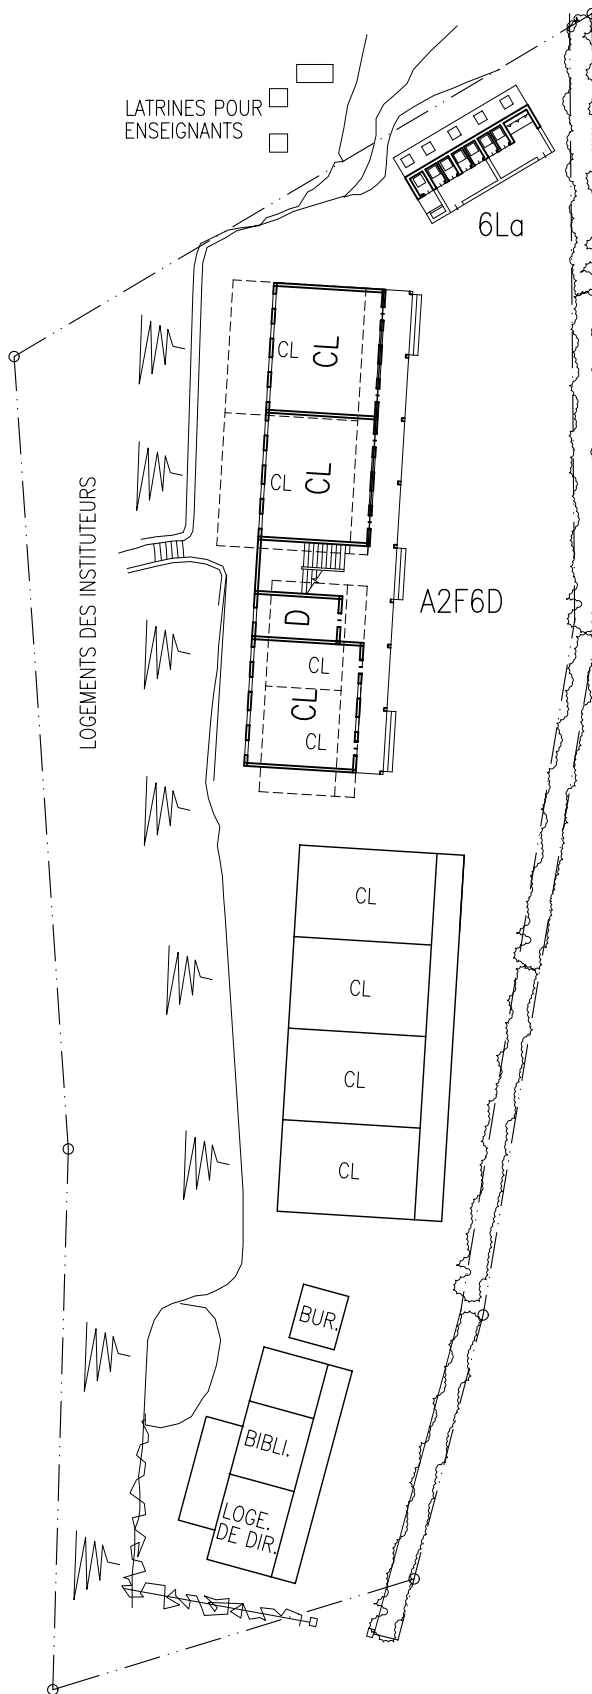 LATRINES POUR
ENSEIGNANTS
6La
CL
CL
CL
CL
LOGEMENTS DES INSTITUTEURS
A2F6D
D
CL
CL
CL
CL
CL
CL
CL
BUR.
BIBLI.
LOGE.
DE DIR.